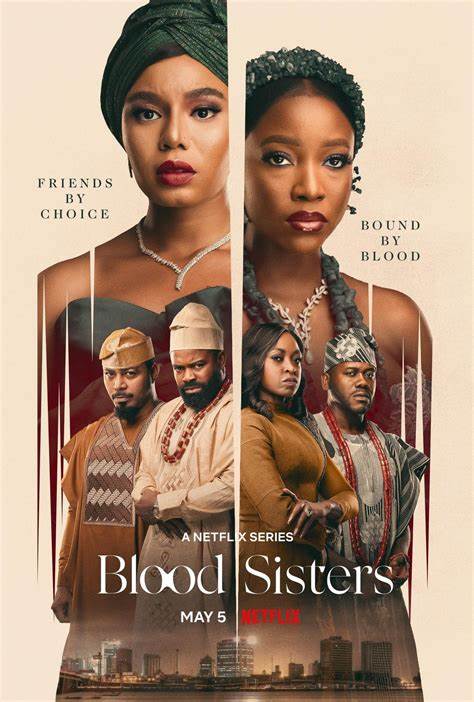 FRIENDS
BY
CHOICE
BOUND
BY
BLOOD
A NETFLIX SERIES
Blood Sisters
MAY 5 NETFLIX